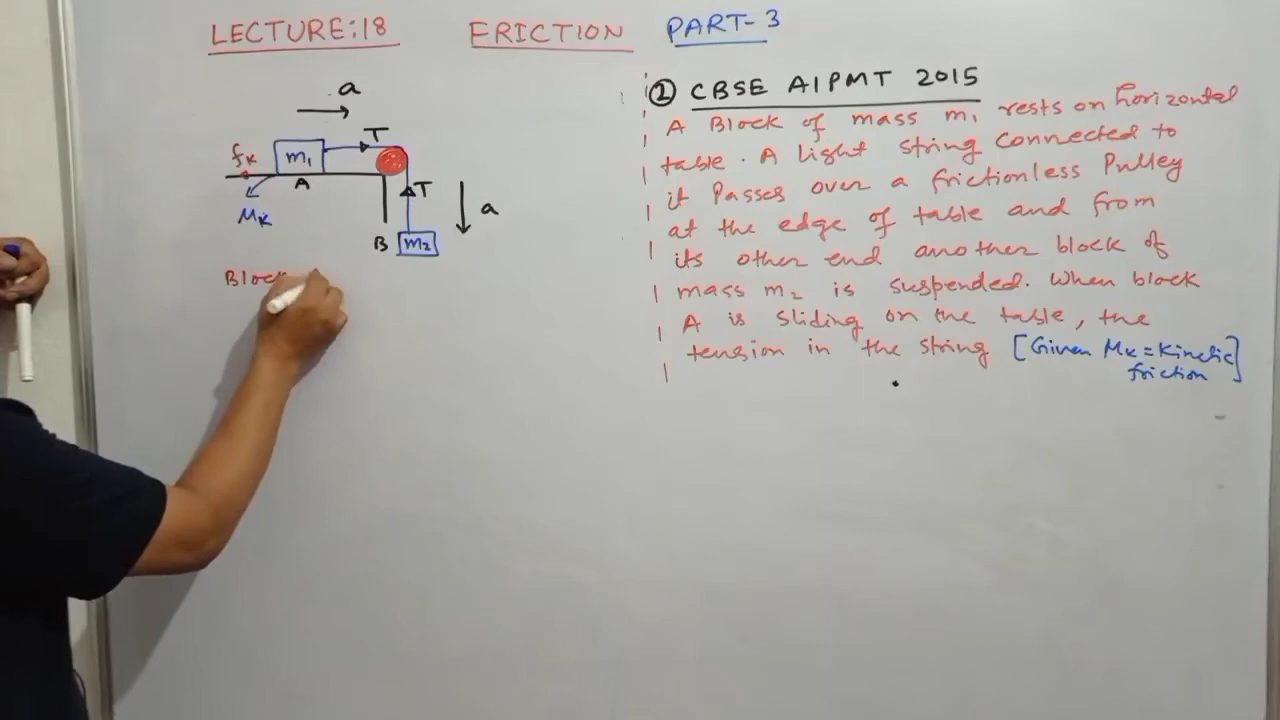 LECTURE:18 FRICTION PART-3
a
T
fk m1
A
T
a
μk
B m2
Block
② CBSE AIPMT 2015
A Block of mass m1 rests on horizontal
table. A light string connected to
it Passes over a frictionless Pulley
at the edge of table and from
its other end another block of
mass m2 is suspended. When block
A is sliding on the table, the
tension in the string [Given μk = Kinetic
friction]